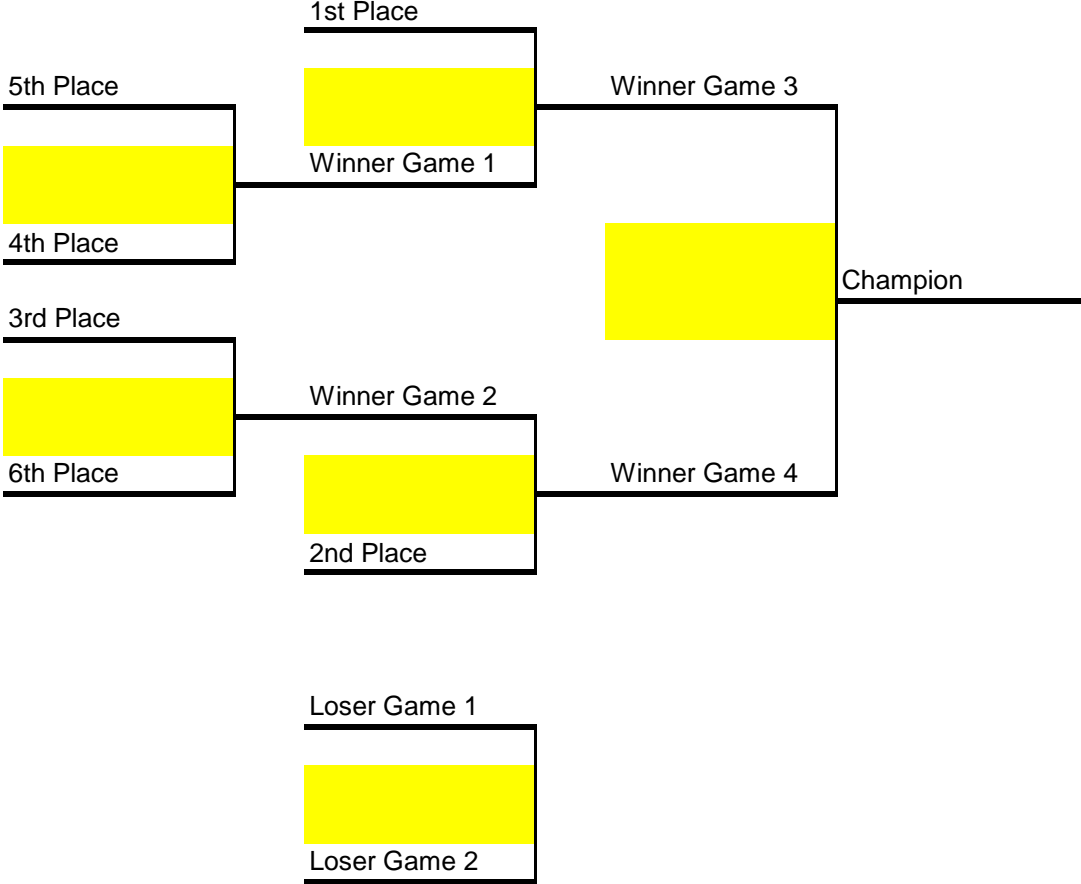 1st Place
5th Place
Winner Game 3
Winner Game 1
4th Place
Champion
3rd Place
Winner Game 2
6th Place
Winner Game 4
2nd Place
Loser Game 1
Loser Game 2